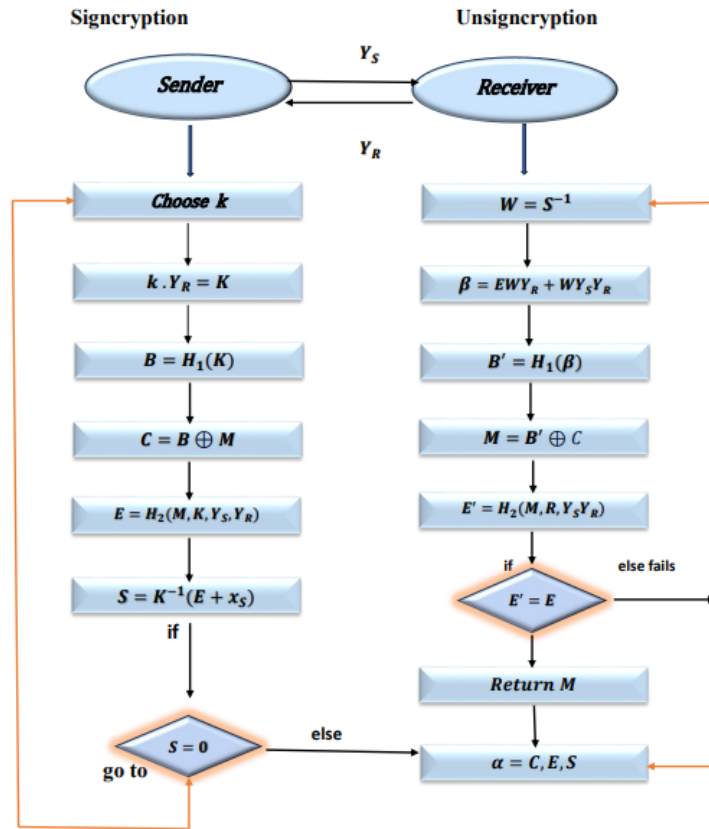 Signcryption
Unsigncryption
Sender
Y_S
Receiver
Y_R
Choose k
k . Y_R = K
B = H_1(K)
C = B ⊕ M
E = H_2(M, K, Y_S, Y_R)
S = K^{-1}(E + x_S)
if
S = 0
go to
else
W = S^{-1}
β = EWY_R + WY_SY_R
B′ = H_1(β)
M = B′ ⊕ C
E′ = H_2(M, R, Y_SY_R)
if
else fails
E′ = E
Return M
α = C, E, S